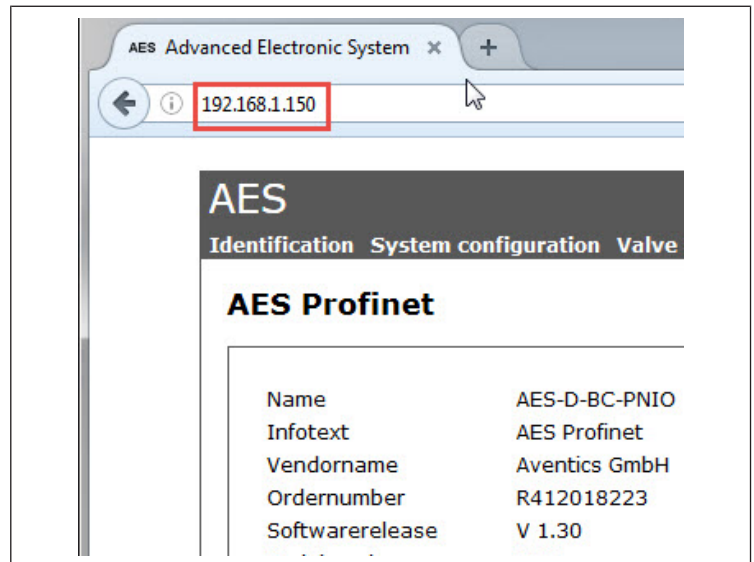 AES Advanced Electronic System
192.168.1.150
AES
Identification System configuration Valve
AES Profinet
Name AES-D-BC-PNIO
Infotext AES Profinet
Vendorname Aventics GmbH
Ordernumber R412018223
Softwarerelease V 1.30